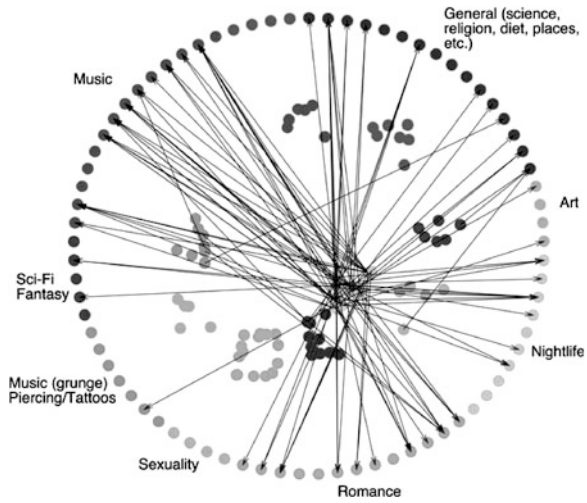 General (science,
religion, diet, places,
etc.)
Music
Art
Sci-Fi
Fantasy
Nightlife
Music (grunge)
Piercing/Tattoos
Sexuality
Romance